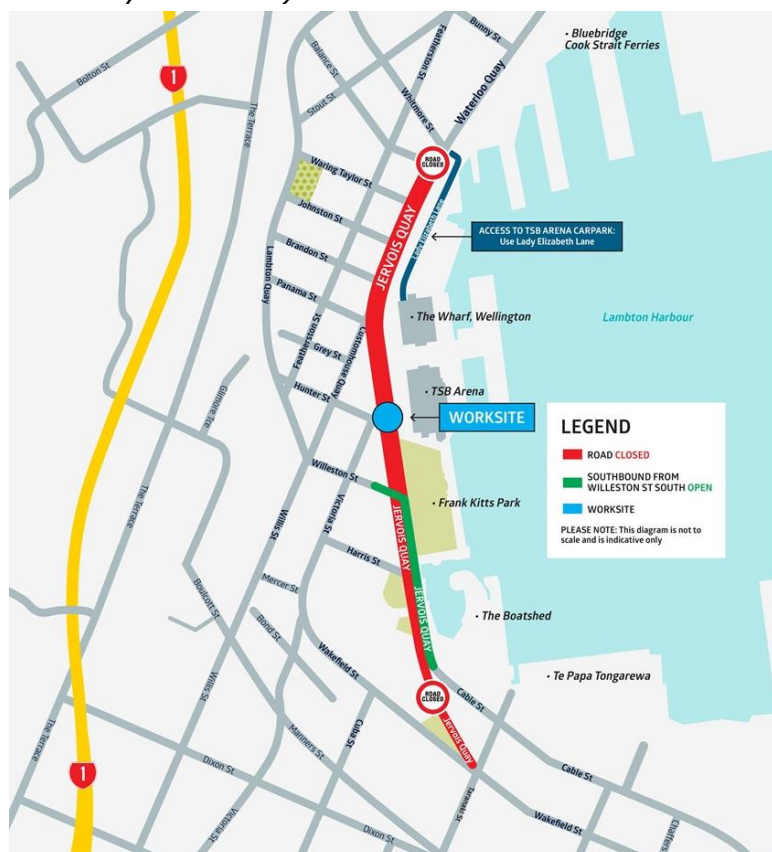 Bunny St
• Bluebridge
Cook Strait Ferries
Featherston St
Balance St
1
Bolton St
Waterloo Quay
Stout St
Whitmore St
The Terrace
ROAD
CLOSED
Waring Taylor St
Johnston St
JERVOIS QUAY
Lady Elizabeth Lane
ACCESS TO TSB ARENA CARPARK:
Use Lady Elizabeth Lane
Brandon St
Lambton Quay
Panama St
• The Wharf, Wellington
Lambton Harbour
Featherston St
Customhouse Quay
Grey St
Hunter St
• TSB Arena
Gilmore Tce
WORKSITE
LEGEND
ROAD CLOSED
SOUTHBOUND FROM
WILLESTON ST SOUTH OPEN
WORKSITE
PLEASE NOTE: This diagram is not to
scale and is indicative only
Willeston St
• Frank Kitts Park
The Terrace
Willis St
Victoria St
JERVOIS QUAY
Harris St
Mercer St
JERVOIS QUAY
Boulcott St
Bond St
• The Boatshed
Wakefield St
Willis St
• Te Papa Tongarewa
ROAD
CLOSED
Cable St
The Terrace
Manners St
Cuba St
Jervois Quay
1
Dixon St
Cable St
Taranaki St
Victoria St
Dixon St
Wakefield St
Chaffers